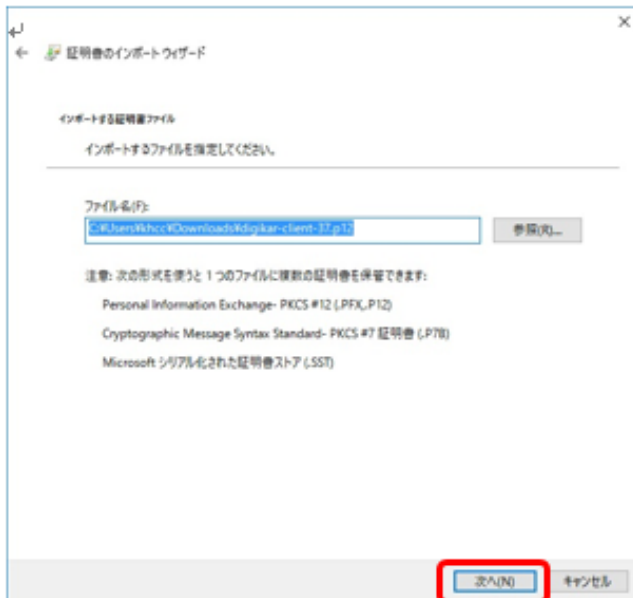 証明書のインポート ウィザード
インポートする証明書ファイル
インポートするファイルを指定してください。
ファイル名(F):
C:¥Users¥khcc¥Downloads¥digikar-client-37.p12
参照(R)...
注意: 次の形式を使うと 1 つのファイルに複数の証明書を保管できます:
Personal Information Exchange- PKCS #12 (.PFX,.P12)
Cryptographic Message Syntax Standard- PKCS #7 証明書 (.P7B)
Microsoft シリアル化された証明書ストア (.SST)
次へ(N)
キャンセル